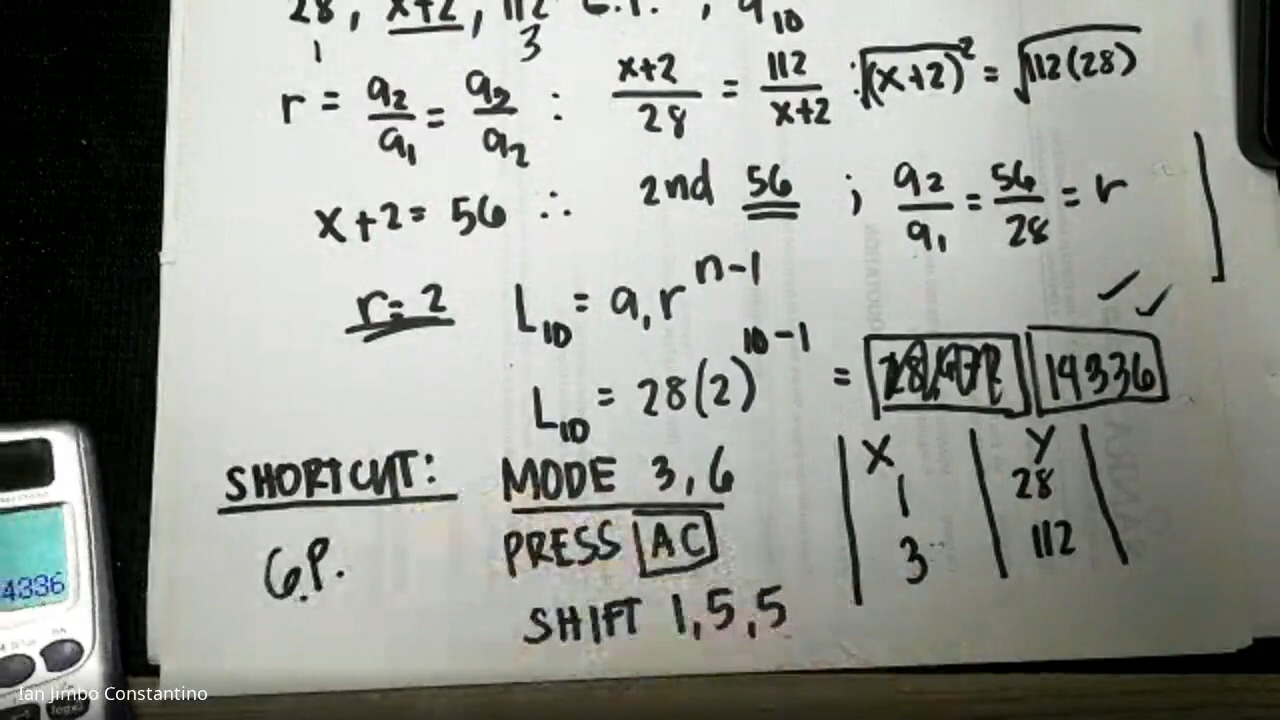 28, x+2, 112 G.P. , a10
1 3
r = a2/a1 = a3/a2 : x+2/28 = 112/x+2 : √(x+2)² = √112(28)
x+2 = 56 ∴ 2nd 56 ; a2/a1 = 56/28 = r
r = 2 L10 = a1r^n-1
L10 = 28(2)^10-1 = 14336
SHORTCUT: MODE 3,6
G.P. PRESS AC
SHIFT 1,5,5
X Y
1 28
3 112
4336
Ian Jimbo Constantino